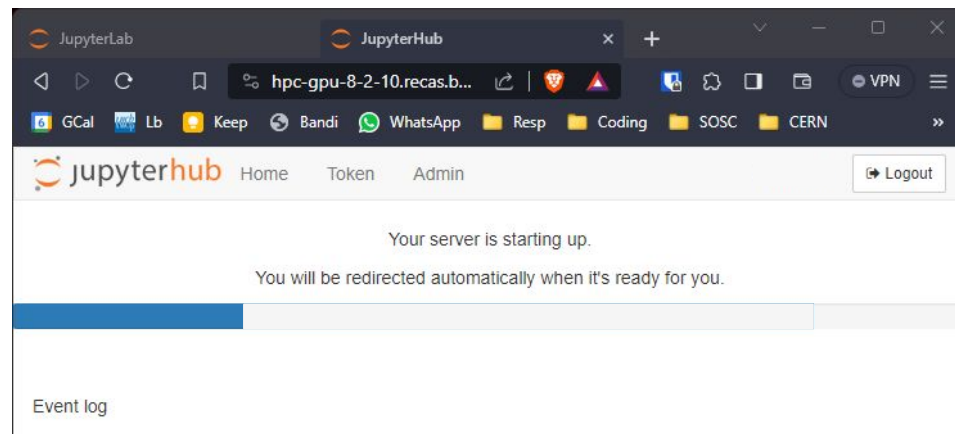 JupyterLab JupyterHub
hpc-gpu-8-2-10.recas.b... VPN
6 GCal Lb Keep Bandi WhatsApp Resp Coding SOSC CERN »
jupyterhub Home Token Admin Logout
Your server is starting up.
You will be redirected automatically when it's ready for you.
Event log